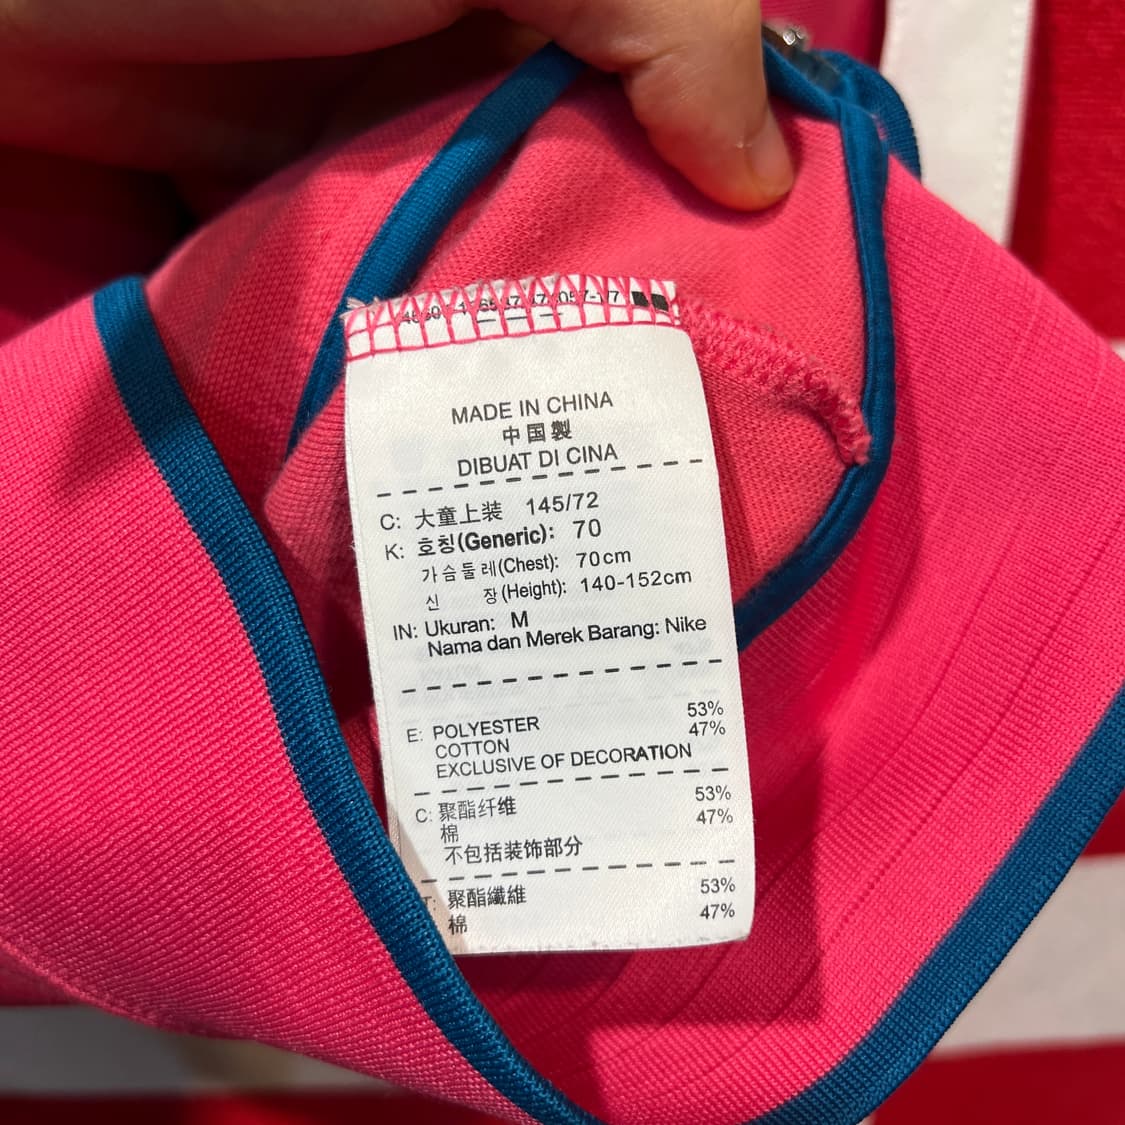 MADE IN CHINA
中国製
DIBUAT DI CINA
C: 大童上装 145/72
K: 호칭(Generic): 70
가슴둘레(Chest): 70cm
신 장(Height): 140-152cm
IN: Ukuran: M
Nama dan Merek Barang: Nike
E: POLYESTER 53%
COTTON 47%
EXCLUSIVE OF DECORATION
C: 聚酯纤维 53%
棉 47%
不包括装饰部分
T: 聚酯纖維 53%
棉 47%